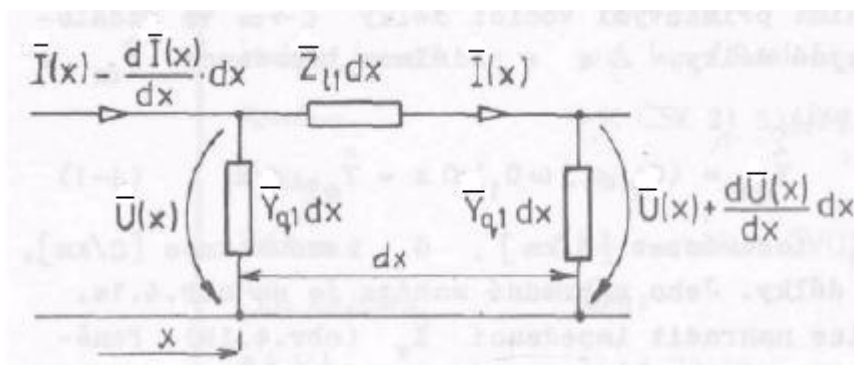 Ī(x) - dĪ(x)/dx · dx
Z̄l1 dx
Ī(x)
Ū(x)
Ȳq1 dx
Ȳq1 dx
Ū(x) + dŪ(x)/dx dx
dx
x